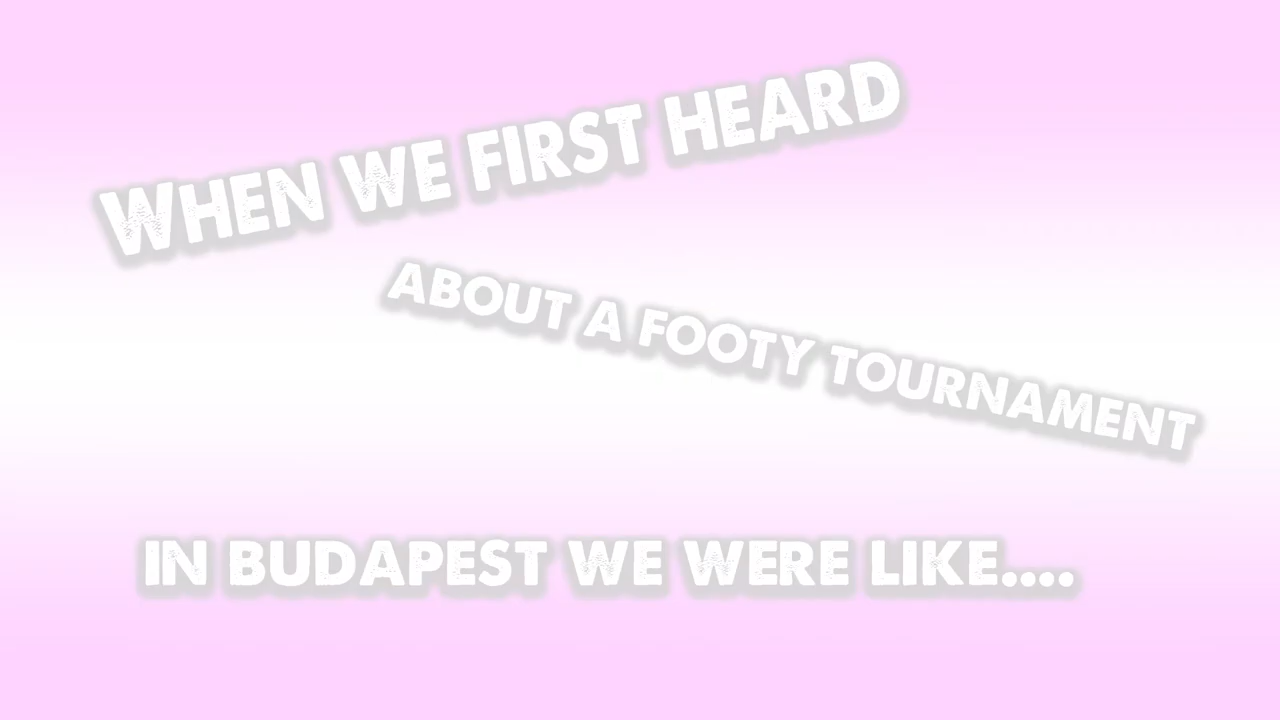 WHEN WE FIRST HEARD
ABOUT A FOOTY TOURNAMENT
IN BUDAPEST WE WERE LIKE....